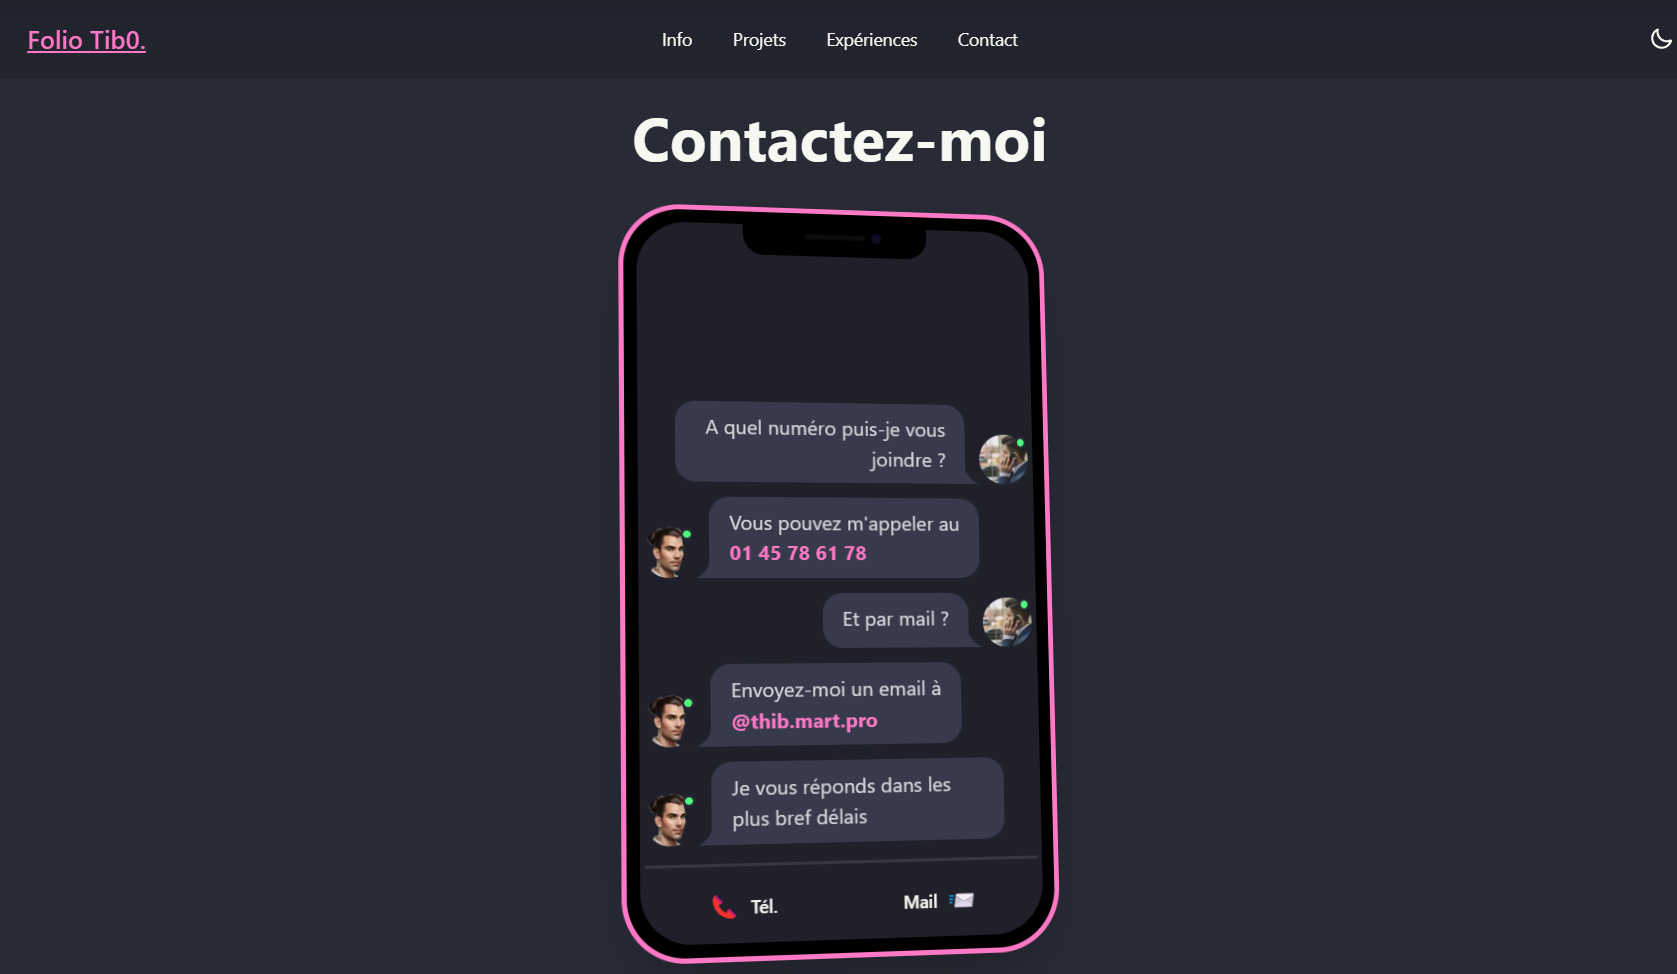 Folio Tib0.
Info
Projets
Expériences
Contact
Contactez-moi
A quel numéro puis-je vous
joindre ?
Vous pouvez m'appeler au
01 45 78 61 78
Et par mail ?
Envoyez-moi un email à
@thib.mart.pro
Je vous réponds dans les
plus bref délais
Tél.
Mail